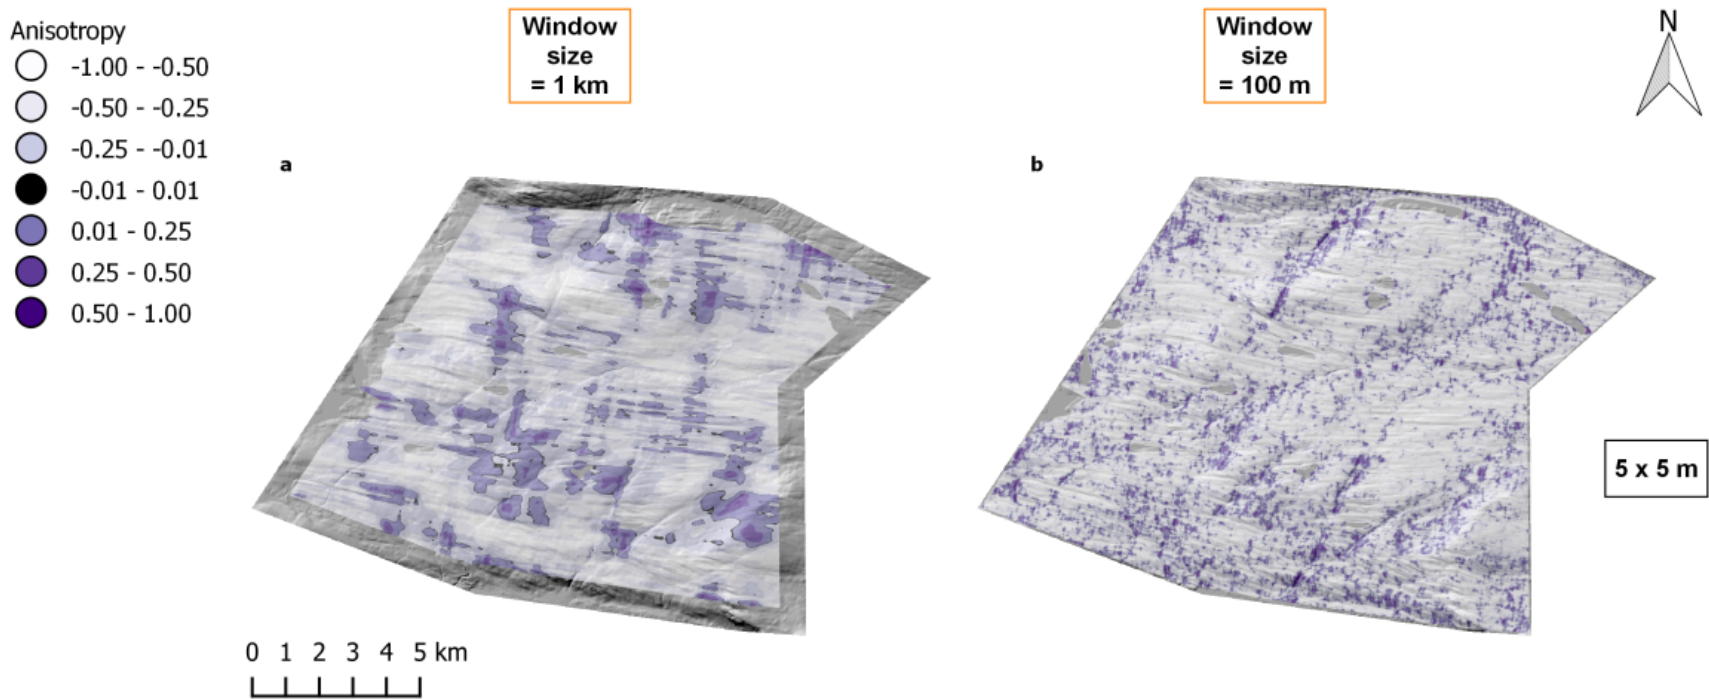 Anisotropy
-1.00 - -0.50
-0.50 - -0.25
-0.25 - -0.01
-0.01 - 0.01
0.01 - 0.25
0.25 - 0.50
0.50 - 1.00
Window
size
= 1 km
Window
size
= 100 m
N
a
b
5 x 5 m
0 1 2 3 4 5 km